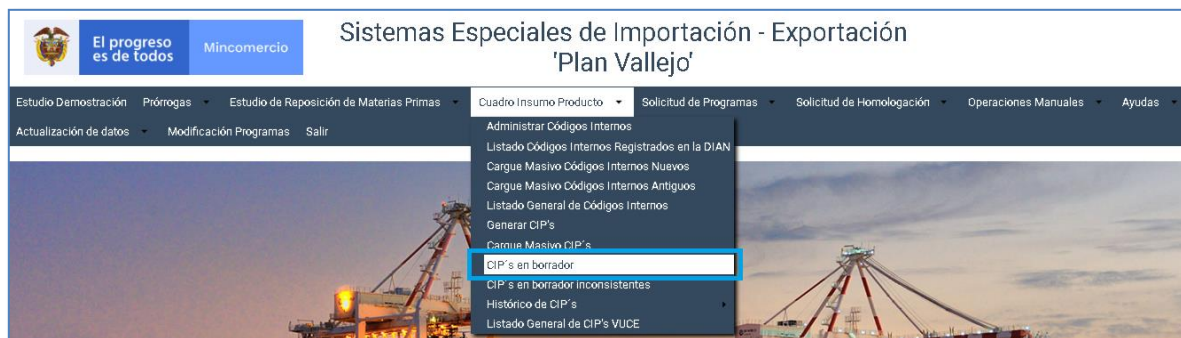 El progreso
es de todos
Mincomercio
Sistemas Especiales de Importación - Exportación
'Plan Vallejo'
Estudio Demostración Prórrogas Estudio de Reposición de Materias Primas Cuadro Insumo Producto Solicitud de Programas Solicitud de Homologación Operaciones Manuales Ayudas
Actualización de datos Modificación Programas Salir
Administrar Códigos Internos
Listado Códigos Internos Registrados en la DIAN
Cargue Masivo Códigos Internos Nuevos
Cargue Masivo Códigos Internos Antiguos
Listado General de Códigos Internos
Generar CIP's
Cargue Masivo CIP´s
CIP´s en borrador
CIP´s en borrador inconsistentes
Histórico de CIP´s
Listado General de CIP's VUCE